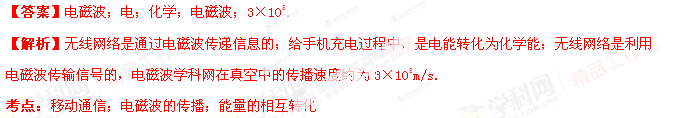 【答案】电磁波；电；化学；电磁波；3×10⁸.
【解析】无线网络是通过电磁波传递信息的；给手机充电过程中，是电能转化为化学能；无线网络是利用
电磁波传输信号的，电磁波学科网在真空中的传播速度约为3×10⁸m/s.
考点：移动通信；电磁波的传播；能量的相互转化